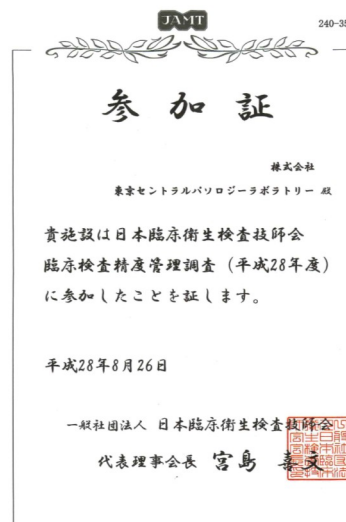 JAMT
240-35
参加証
株式会社
東京セントラルパソロジーラボラトリー 殿
貴施設は日本臨床衛生検査技師会
臨床検査精度管理調査（平成28年度）
に参加したことを証します。
平成28年8月26日
一般社団法人 日本臨床衛生検査技師会
代表理事会長 宮島 喜文